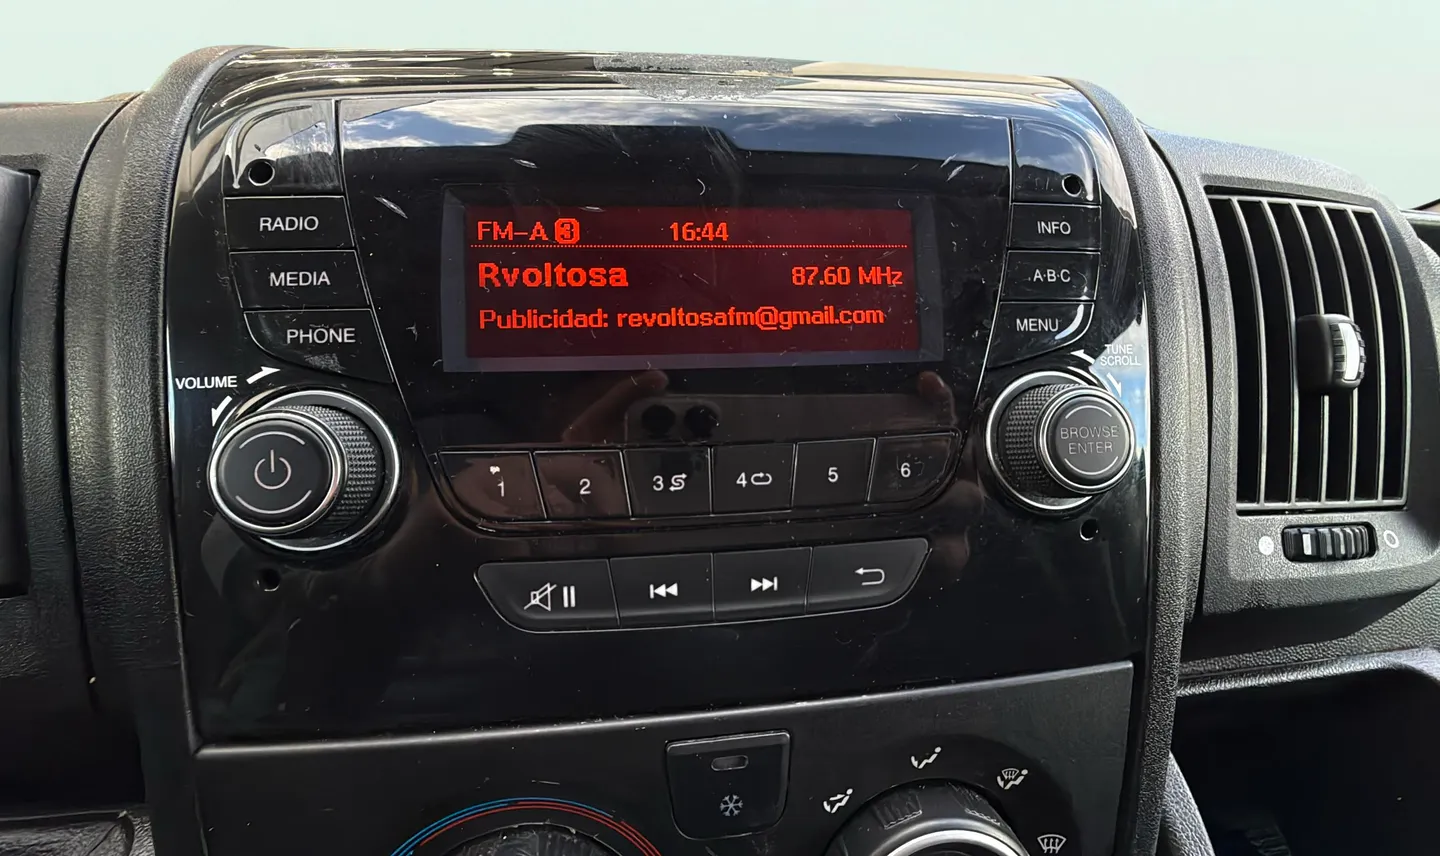 FM-A 3 16:44
Rvoltosa 87.60 MHz
Publicidad: revoltosafm@gmail.com
RADIO
MEDIA
PHONE
VOLUME
INFO
A·B·C
MENU
TUNE
SCROLL
BROWSE
ENTER
1 2 3 4 5 6